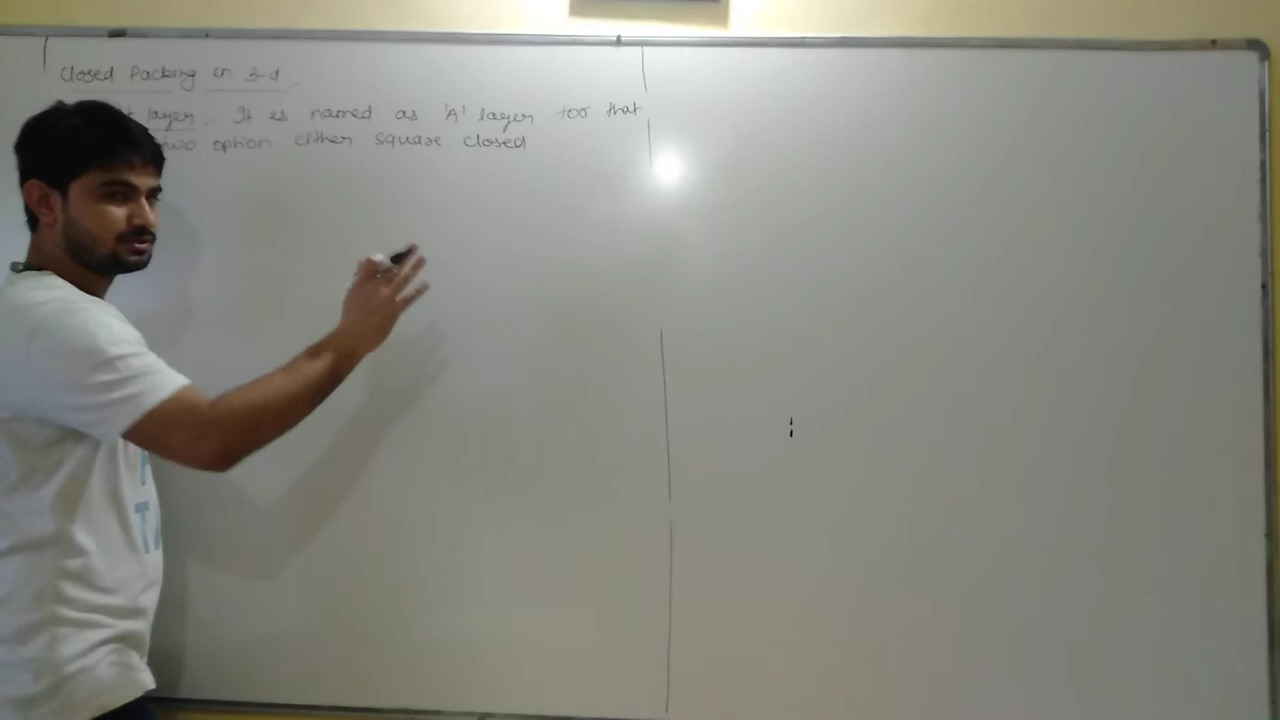 Closed Packing in 3-d.
layer : It is named as 'A' layer too that
two option either square closed